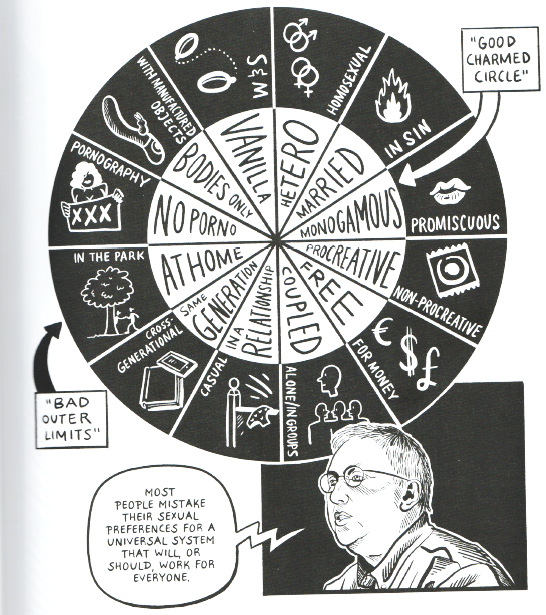 "GOOD
CHARMED
CIRCLE"
HOMOSEXUAL
IN SIN
PROMISCUOUS
NON-PROCREATIVE
FOR MONEY
€ $ £
ALONE/IN GROUPS
CASUAL
CROSS-
GENERATIONAL
IN THE PARK
PORNOGRAPHY
XXX
WITH MANUFACTURED
OBJECTS
S&M
HETERO
MARRIED
MONOGAMOUS
PROCREATIVE
FREE
COUPLED
IN A
RELATIONSHIP
SAME
GENERATION
AT HOME
NO PORNO
BODIES ONLY
VANILLA
"BAD
OUTER
LIMITS"
MOST
PEOPLE MISTAKE
THEIR SEXUAL
PREFERENCES FOR A
UNIVERSAL SYSTEM
THAT WILL, OR
SHOULD, WORK FOR
EVERYONE.